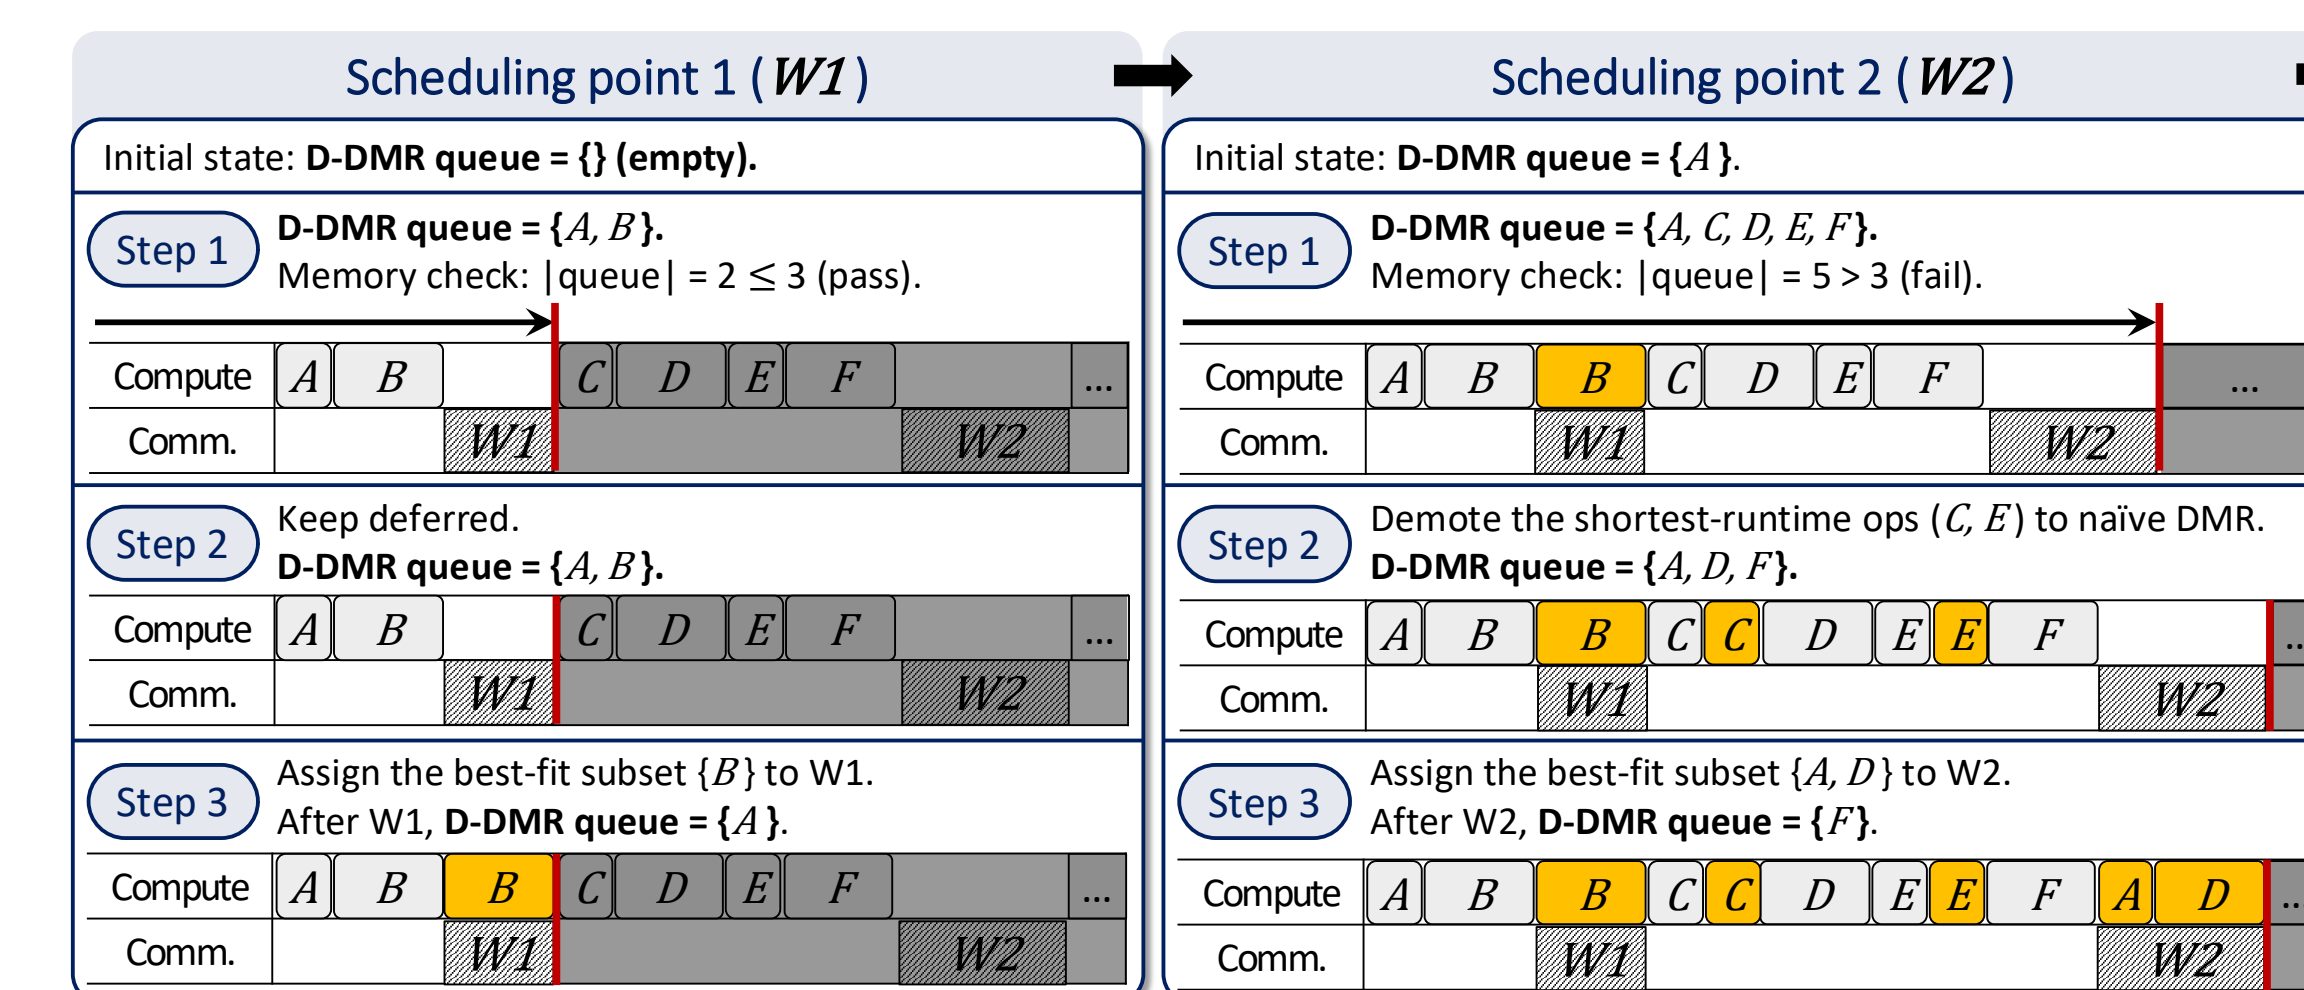 Scheduling point 1 (W1)
Initial state: D-DMR queue = {} (empty).
Step 1
D-DMR queue = {A, B}.
Memory check: |queue| = 2 ≤ 3 (pass).
Compute A B C D E F ...
Comm. W1 W2
Step 2
Keep deferred.
D-DMR queue = {A, B}.
Compute A B C D E F ...
Comm. W1 W2
Step 3
Assign the best-fit subset {B} to W1.
After W1, D-DMR queue = {A}.
Compute A B B C D E F ...
Comm. W1 W2
Scheduling point 2 (W2)
Initial state: D-DMR queue = {A}.
Step 1
D-DMR queue = {A, C, D, E, F}.
Memory check: |queue| = 5 > 3 (fail).
Compute A B B C D E F ...
Comm. W1 W2
Step 2
Demote the shortest-runtime ops (C, E) to naïve DMR.
D-DMR queue = {A, D, F}.
Compute A B B C C D E E F ...
Comm. W1 W2
Step 3
Assign the best-fit subset {A, D} to W2.
After W2, D-DMR queue = {F}.
Compute A B B C C D E E F A D ...
Comm. W1 W2